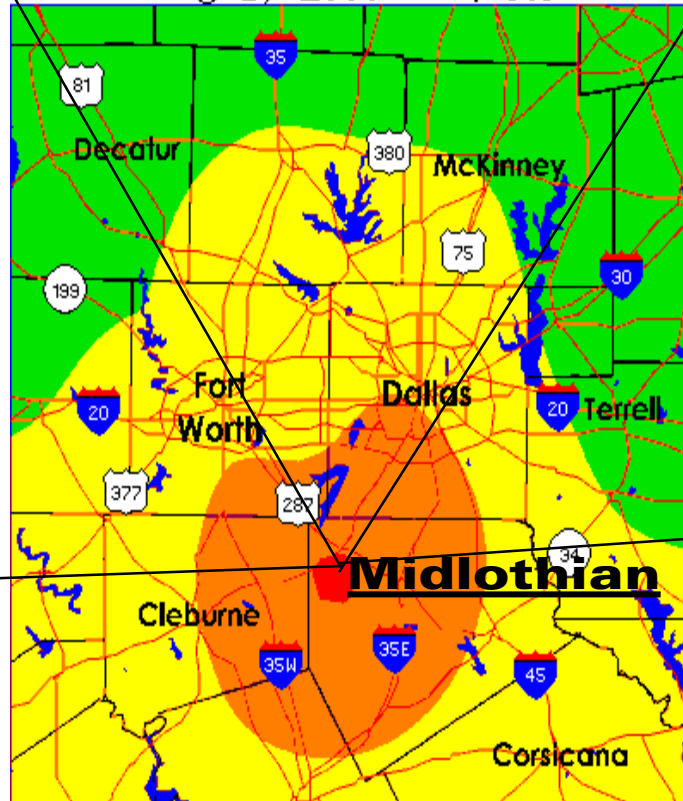 35
81
Decatur
380
McKinney
75
199
30
Fort
Worth
Dallas
20
20
Terrell
377
287
34
Midlothian
Cleburne
35W
35E
45
Corsicana